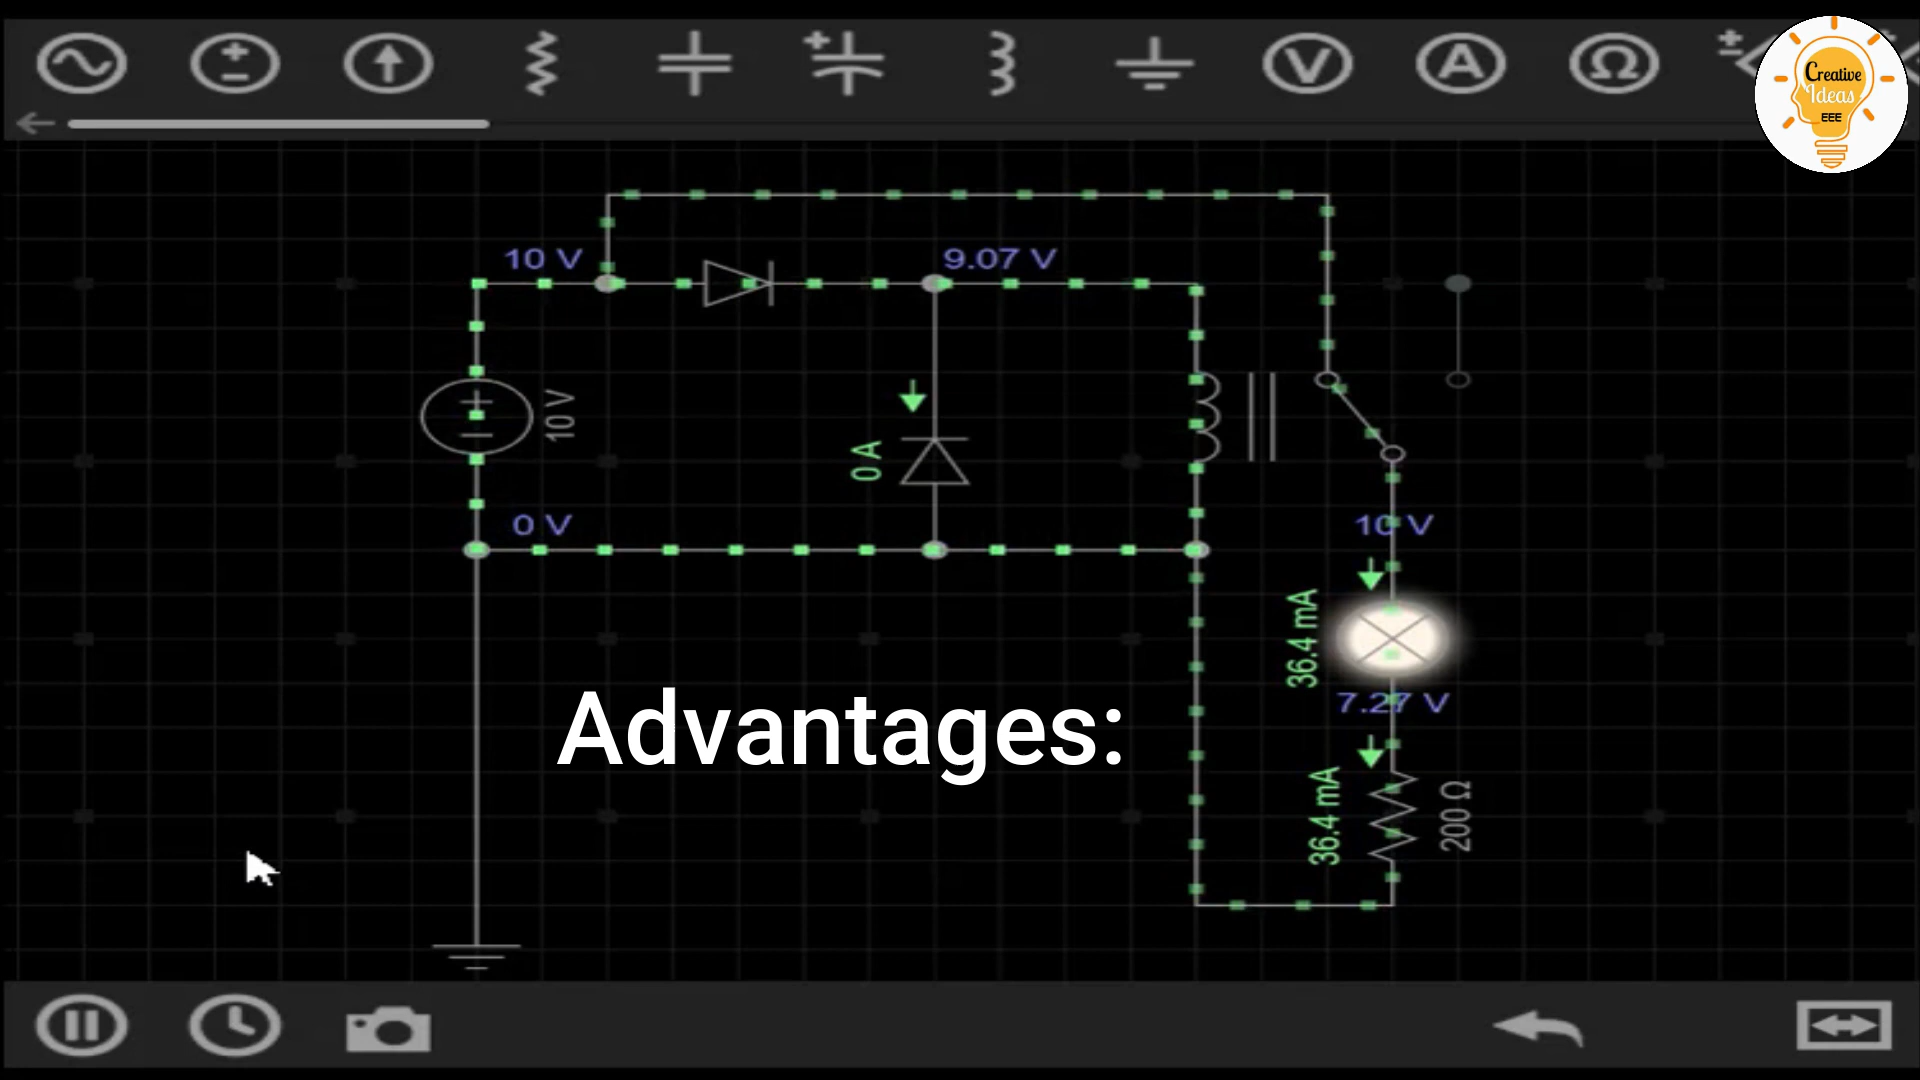 V
A
Ω
Creative
Ideas
EEE
10 V
9.07 V
10 V
0 A
0 V
10 V
36.4 mA
7.27 V
Advantages:
36.4 mA
200 Ω